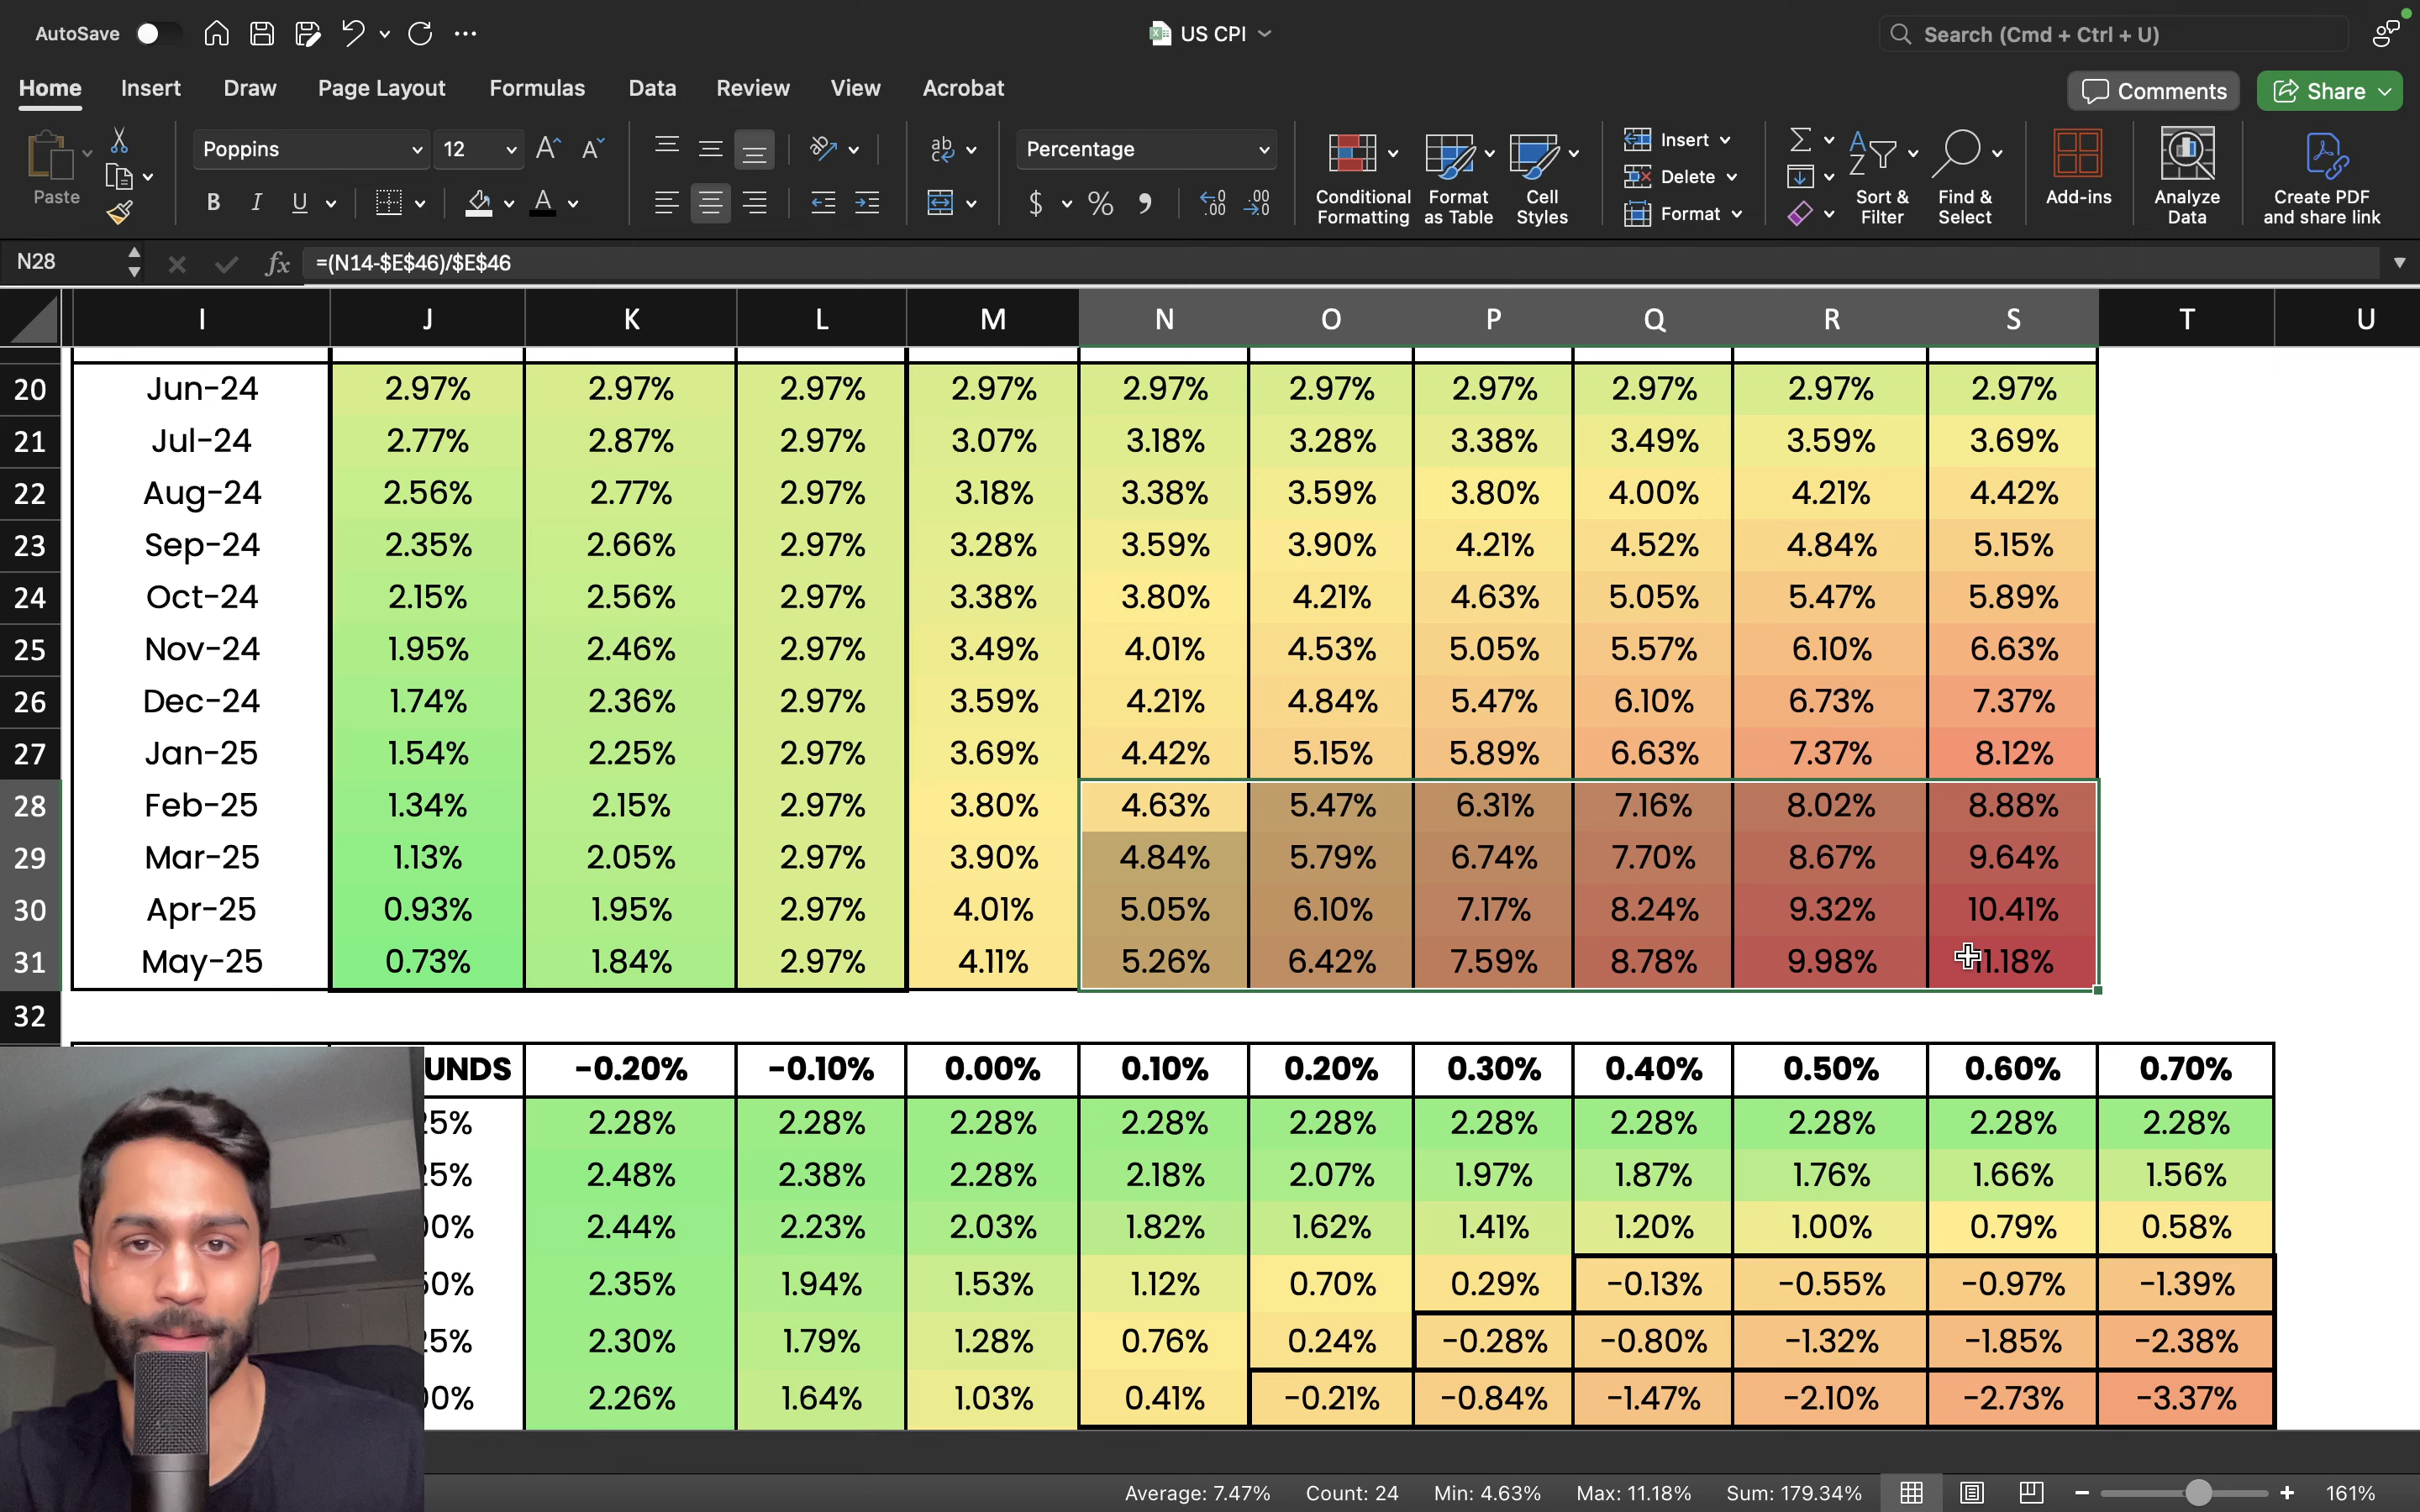 AutoSave
US CPI
Search (Cmd + Ctrl + U)
Home Insert Draw Page Layout Formulas Data Review View Acrobat
Comments Share
Paste
Poppins 12
B I U A
ab
Percentage
$ % , .00
Conditional Formatting
Format as Table
Cell Styles
Insert
Delete
Format
Sort & Filter
Find & Select
Add-ins
Analyze Data
Create PDF and share link
N28 fx =(N14-$E$46)/$E$46
I J K L M N O P Q R S T U
20 Jun-24 2.97% 2.97% 2.97% 2.97% 2.97% 2.97% 2.97% 2.97% 2.97% 2.97%
21 Jul-24 2.77% 2.87% 2.97% 3.07% 3.18% 3.28% 3.38% 3.49% 3.59% 3.69%
22 Aug-24 2.56% 2.77% 2.97% 3.18% 3.38% 3.59% 3.80% 4.00% 4.21% 4.42%
23 Sep-24 2.35% 2.66% 2.97% 3.28% 3.59% 3.90% 4.21% 4.52% 4.84% 5.15%
24 Oct-24 2.15% 2.56% 2.97% 3.38% 3.80% 4.21% 4.63% 5.05% 5.47% 5.89%
25 Nov-24 1.95% 2.46% 2.97% 3.49% 4.01% 4.53% 5.05% 5.57% 6.10% 6.63%
26 Dec-24 1.74% 2.36% 2.97% 3.59% 4.21% 4.84% 5.47% 6.10% 6.73% 7.37%
27 Jan-25 1.54% 2.25% 2.97% 3.69% 4.42% 5.15% 5.89% 6.63% 7.37% 8.12%
28 Feb-25 1.34% 2.15% 2.97% 3.80% 4.63% 5.47% 6.31% 7.16% 8.02% 8.88%
29 Mar-25 1.13% 2.05% 2.97% 3.90% 4.84% 5.79% 6.74% 7.70% 8.67% 9.64%
30 Apr-25 0.93% 1.95% 2.97% 4.01% 5.05% 6.10% 7.17% 8.24% 9.32% 10.41%
31 May-25 0.73% 1.84% 2.97% 4.11% 5.26% 6.42% 7.59% 8.78% 9.98% 11.18%
32
UNDS -0.20% -0.10% 0.00% 0.10% 0.20% 0.30% 0.40% 0.50% 0.60% 0.70%
25% 2.28% 2.28% 2.28% 2.28% 2.28% 2.28% 2.28% 2.28% 2.28% 2.28%
25% 2.48% 2.38% 2.28% 2.18% 2.07% 1.97% 1.87% 1.76% 1.66% 1.56%
00% 2.44% 2.23% 2.03% 1.82% 1.62% 1.41% 1.20% 1.00% 0.79% 0.58%
50% 2.35% 1.94% 1.53% 1.12% 0.70% 0.29% -0.13% -0.55% -0.97% -1.39%
25% 2.30% 1.79% 1.28% 0.76% 0.24% -0.28% -0.80% -1.32% -1.85% -2.38%
00% 2.26% 1.64% 1.03% 0.41% -0.21% -0.84% -1.47% -2.10% -2.73% -3.37%
Average: 7.47% Count: 24 Min: 4.63% Max: 11.18% Sum: 179.34% 161%